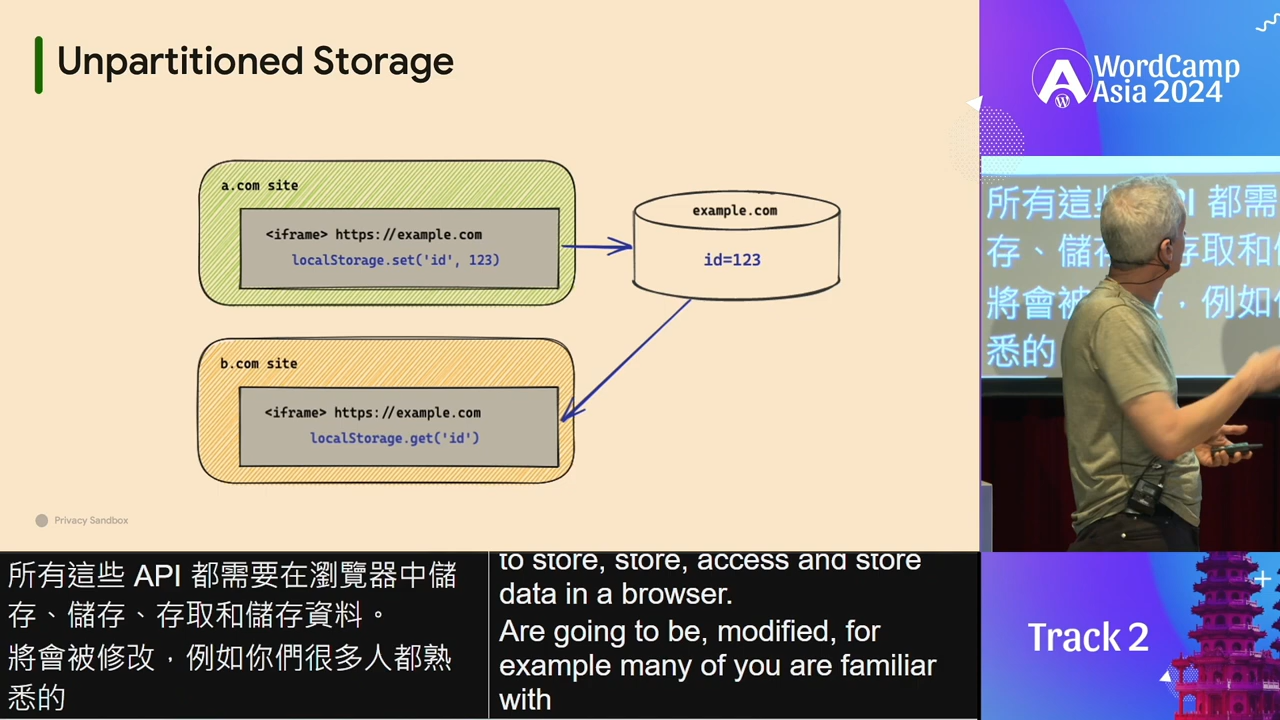 Unpartitioned Storage
a.com site
<iframe> https://example.com
localStorage.set('id', 123)
example.com
id=123
b.com site
<iframe> https://example.com
localStorage.get('id')
Privacy Sandbox
WordCamp
Asia 2024
所有這些 API 都需
存、儲存、存取和
將會被修改，例如
悉的
所有這些 API 都需要在瀏覽器中儲
存、儲存、存取和儲存資料。
將會被修改，例如你們很多人都熟
悉的
to store, store, access and store
data in a browser.
Are going to be, modified, for
example many of you are familiar
with
Track 2